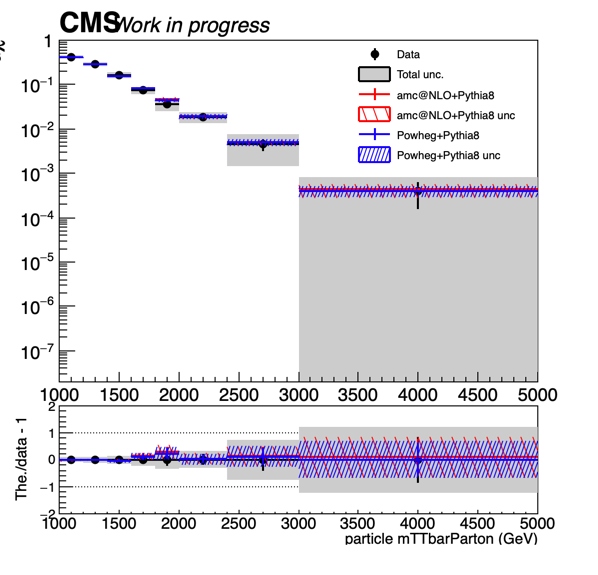 CMS Work in progress
1
10⁻¹
10⁻²
10⁻³
10⁻⁴
10⁻⁵
10⁻⁶
10⁻⁷
Data
Total unc.
amc@NLO+Pythia8
amc@NLO+Pythia8 unc
Powheg+Pythia8
Powheg+Pythia8 unc
1000 1500 2000 2500 3000 3500 4000 4500 5000
The./data - 1
2
1
0
−1
−2
1000 1500 2000 2500 3000 3500 4000 4500 5000
particle mTTbarParton (GeV)